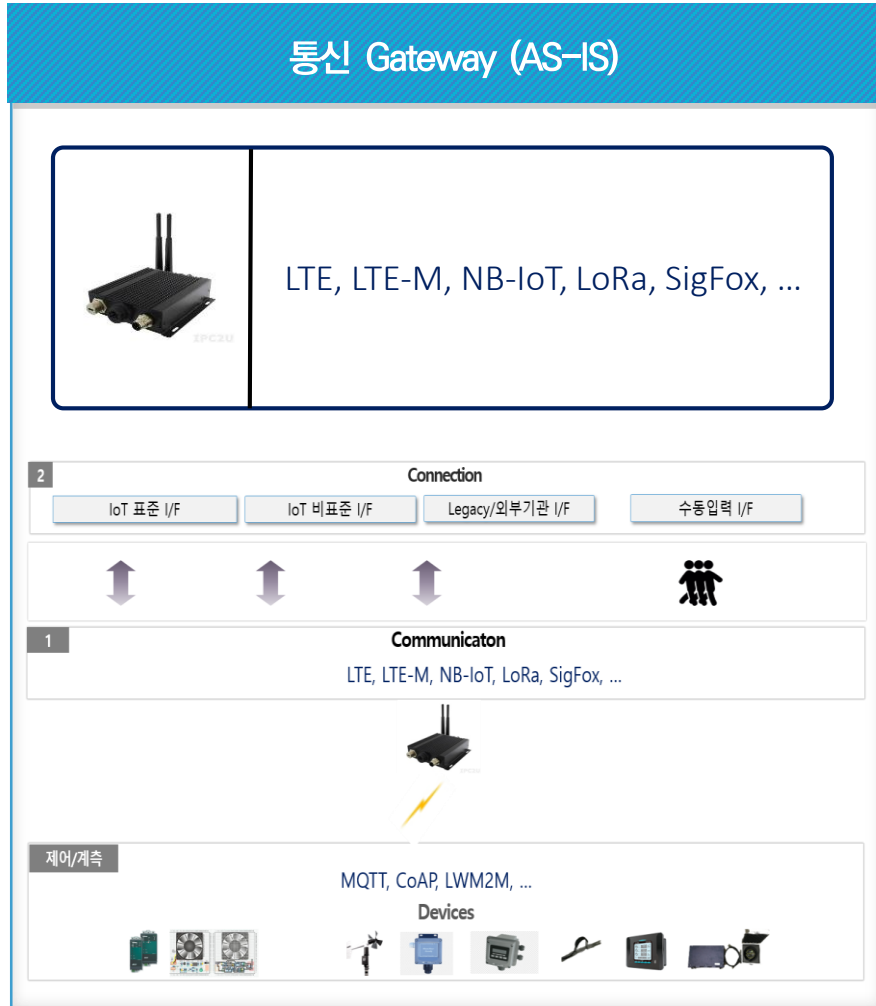 통신 Gateway (AS-IS)
LTE, LTE-M, NB-IoT, LoRa, SigFox, ...
IPC2U
2
Connection
IoT 표준 I/F
IoT 비표준 I/F
Legacy/외부기관 I/F
수동입력 I/F
1
Communicaton
LTE, LTE-M, NB-IoT, LoRa, SigFox, ...
제어/계측
MQTT, CoAP, LWM2M, ...
Devices